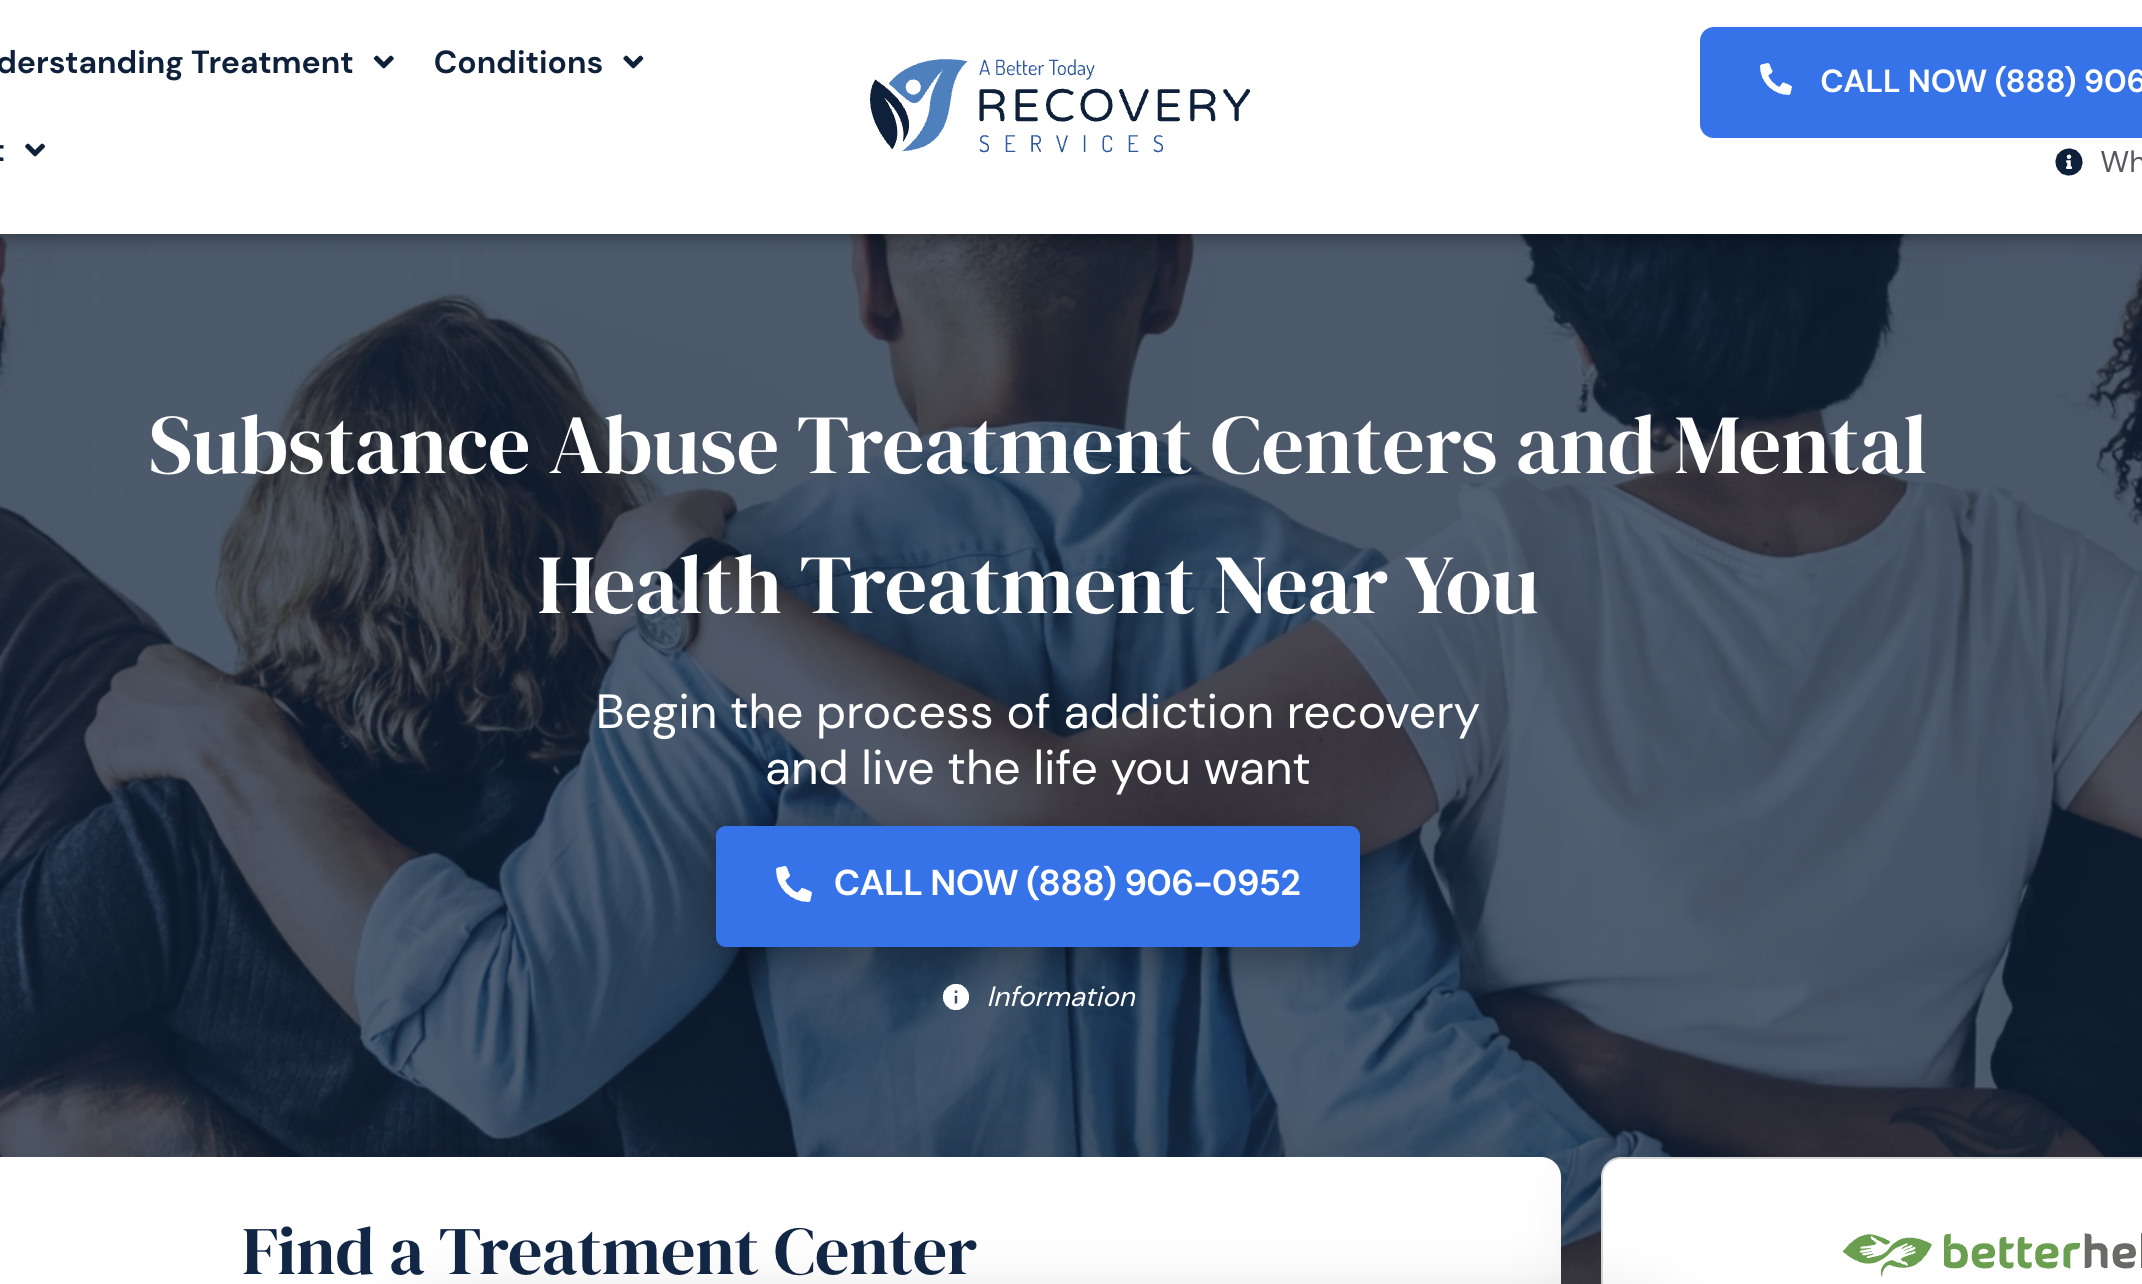 derstanding Treatment
Conditions
A Better Today
RECOVERY
SERVICES
CALL NOW (888) 906
Wh
Substance Abuse Treatment Centers and Mental
Health Treatment Near You
Begin the process of addiction recovery
and live the life you want
CALL NOW (888) 906-0952
Information
Find a Treatment Center
betterhel